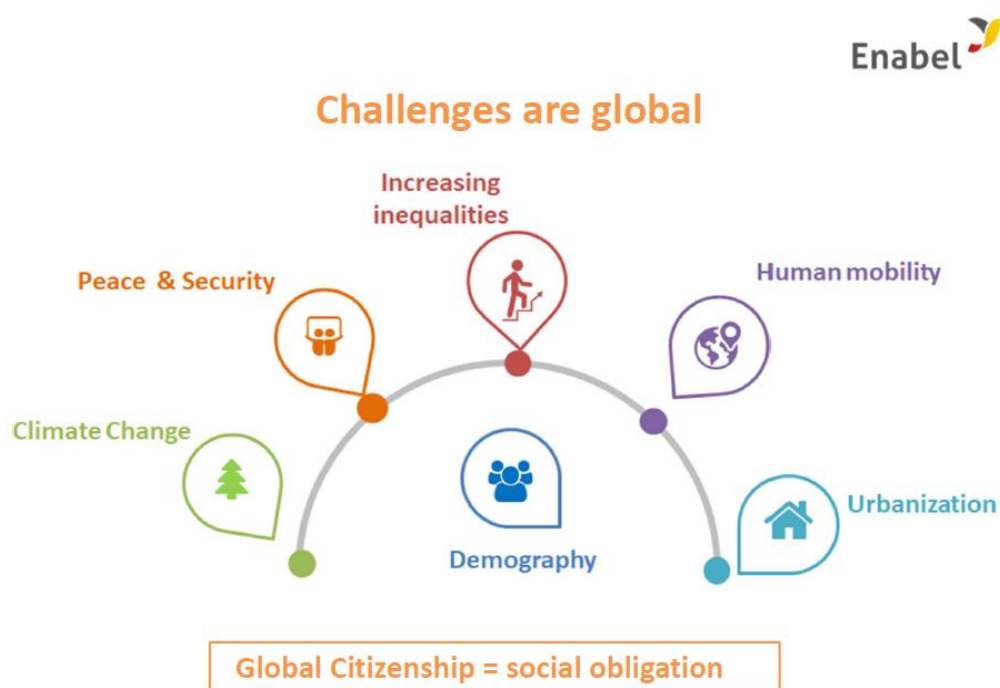 Enabel
Challenges are global
Increasing
inequalities
Peace & Security
Human mobility
Climate Change
Urbanization
Demography
Global Citizenship = social obligation